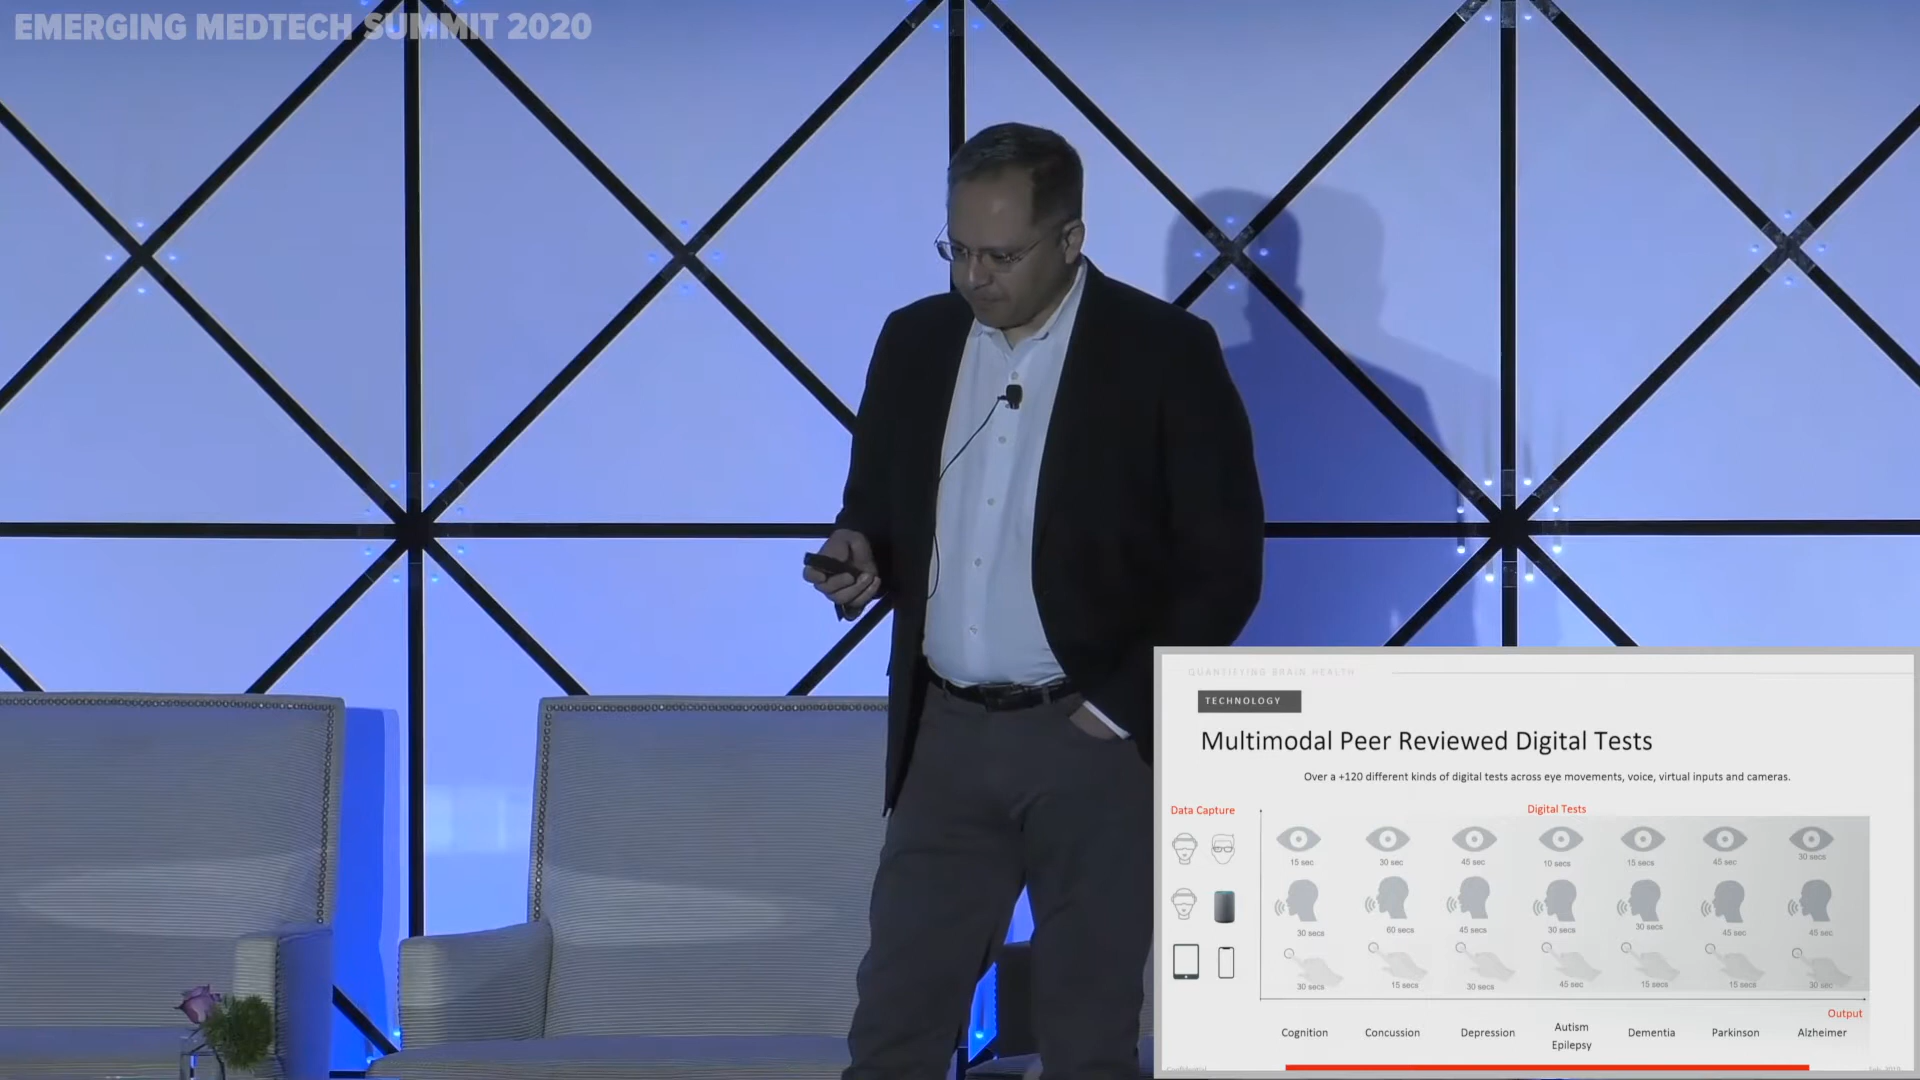 EMERGING MEDTECH SUMMIT 2020
QUANTIFYING BRAIN HEALTH
TECHNOLOGY
Multimodal Peer Reviewed Digital Tests
Over a +120 different kinds of digital tests across eye movements, voice, virtual inputs and cameras.
Data Capture
Digital Tests
15 sec 30 sec 45 sec 10 secs 15 secs 45 sec 30 secs
30 secs 60 secs 45 secs 30 secs 30 secs 45 sec 45 sec
30 secs 15 secs 30 secs 45 sec 15 secs 15 secs 30 sec
Output
Cognition Concussion Depression Autism Epilepsy Dementia Parkinson Alzheimer